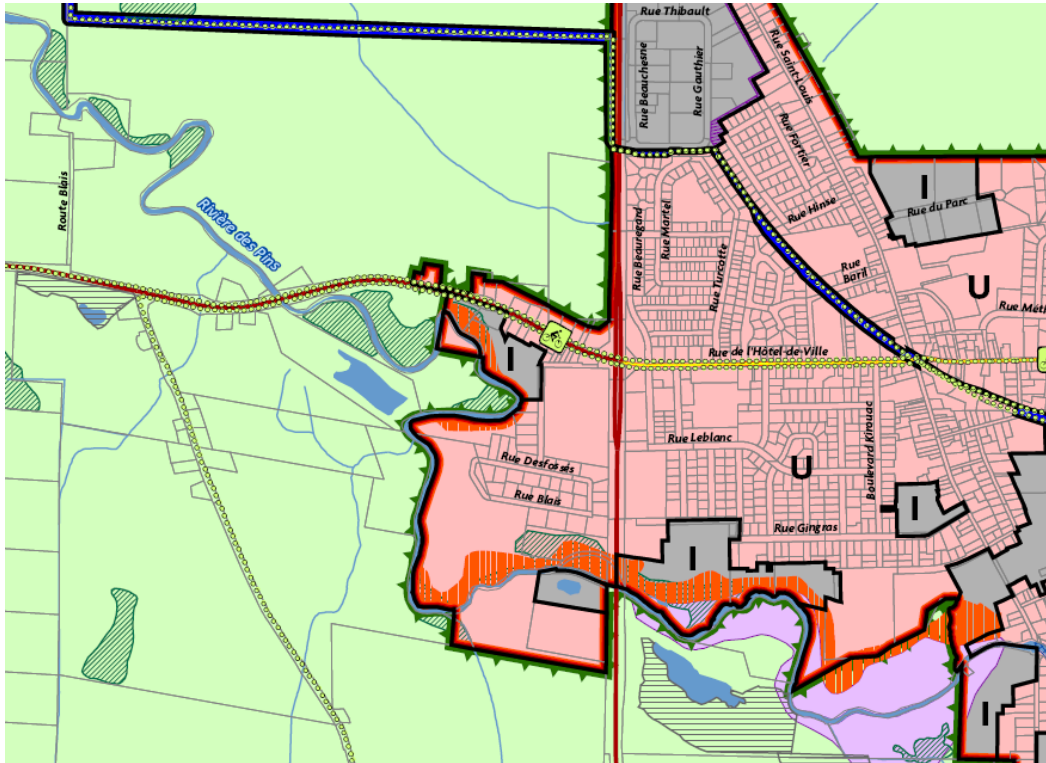 Rue Thibault
Rue Beauchesne
Rue Gauthier
Rue Saint-Louis
Rue Fortier
Route Blais
Rivière des Pins
I
Rue du Parc
Rue Hinse
Rue Beauregard
Rue Martel
Rue Turcotte
Rue
Baril
U
Rue Méti
I
Rue de l'Hôtel-de-Ville
Rue Leblanc
Boulevard Kirouac
Rue Desfossés
U
Rue Blais
I
Rue Gingras
I
I